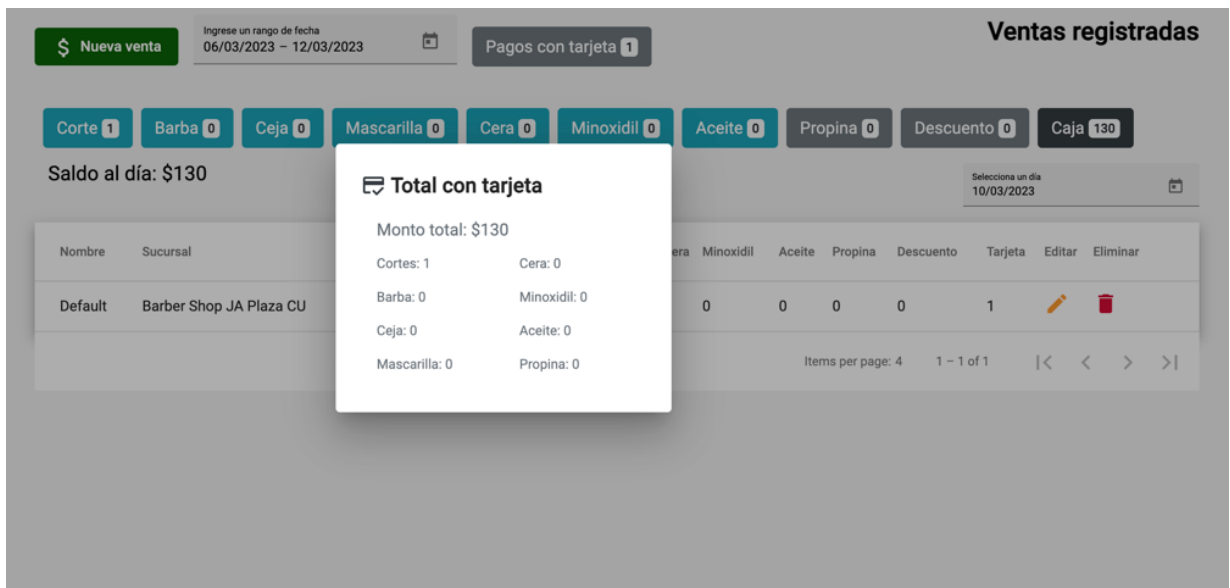 Ventas registradas
$ Nueva venta
Ingrese un rango de fecha
06/03/2023 – 12/03/2023
Pagos con tarjeta 1
Corte 1 Barba 0 Ceja 0 Mascarilla 0 Cera 0 Minoxidil 0 Aceite 0 Propina 0 Descuento 0 Caja 130
Saldo al día: $130
Selecciona un día
10/03/2023
Total con tarjeta
Monto total: $130
Cortes: 1 Cera: 0
Barba: 0 Minoxidil: 0
Ceja: 0 Aceite: 0
Mascarilla: 0 Propina: 0
Nombre Sucursal era Minoxidil Aceite Propina Descuento Tarjeta Editar Eliminar
Default Barber Shop JA Plaza CU 0 0 0 0 1
Items per page: 4 1 – 1 of 1